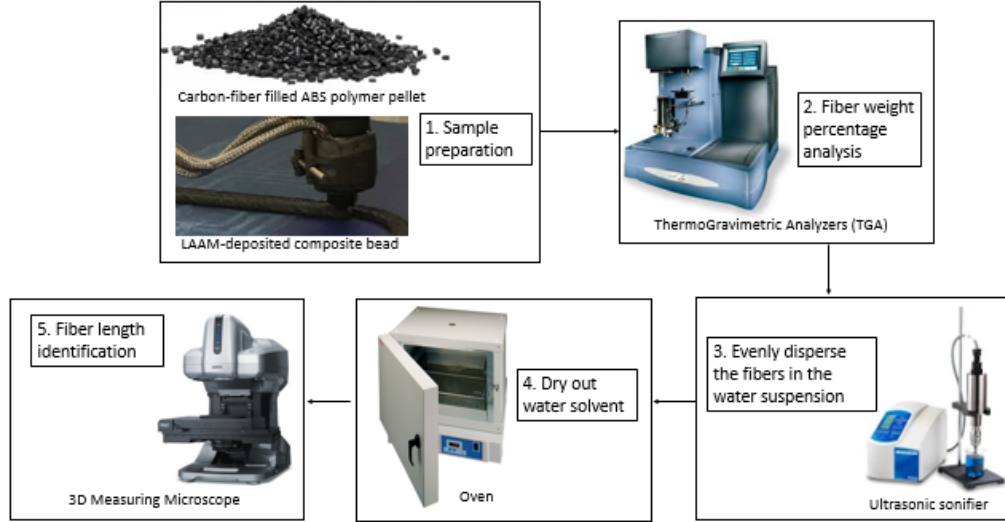 Carbon-fiber filled ABS polymer pellet
1. Sample
preparation
LAAM-deposited composite bead
2. Fiber weight
percentage
analysis
ThermoGravimetric Analyzers (TGA)
3. Evenly disperse
the fibers in the
water suspension
Ultrasonic sonifier
4. Dry out
water solvent
Oven
5. Fiber length
identification
3D Measuring Microscope